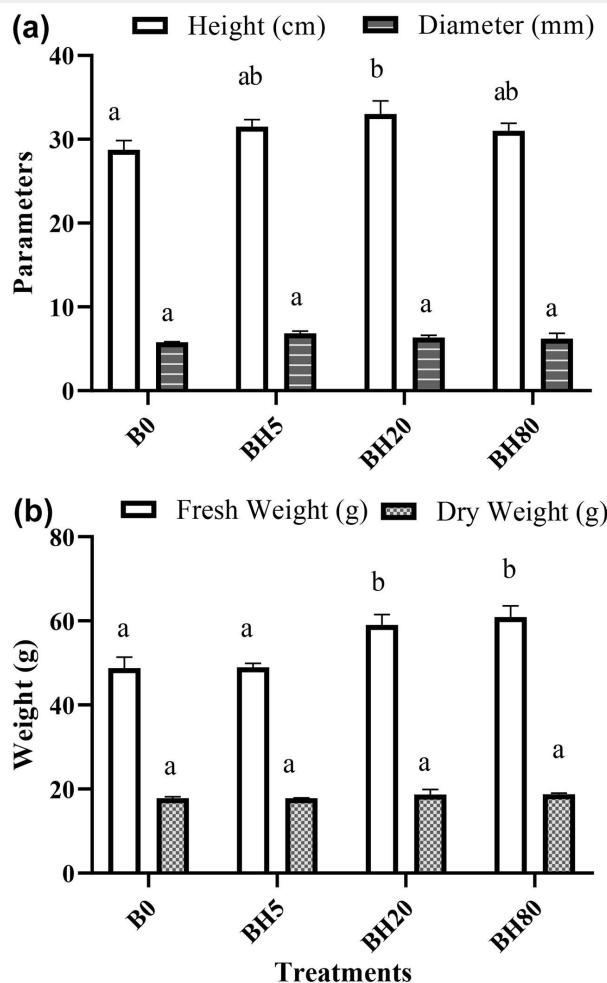 (a) Height (cm) Diameter (mm)
40
30
20
10
0
Parameters
a ab b ab
a a a a
B0 BH5 BH20 BH80
(b) Fresh Weight (g) Dry Weight (g)
80
60
40
20
0
Weight (g)
a a b b
a a a a
B0 BH5 BH20 BH80
Treatments